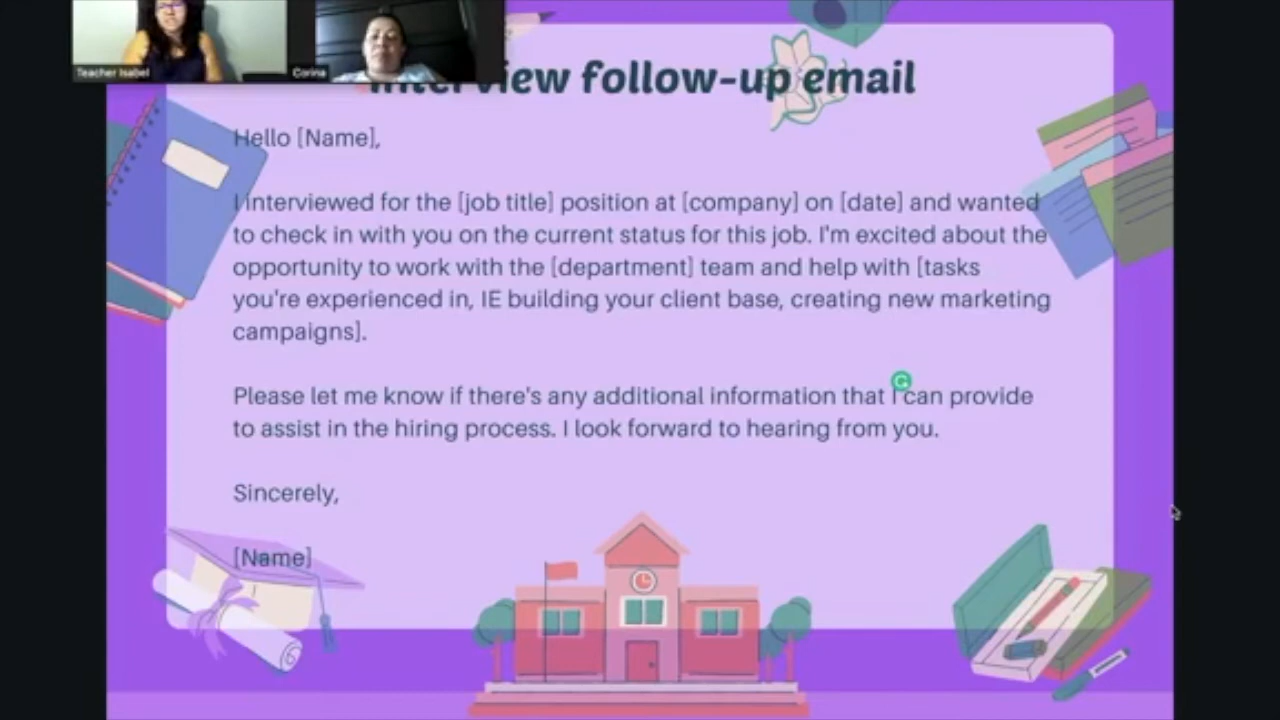 Teacher Isabel
Corina
Interview follow-up email
Hello [Name],
I interviewed for the [job title] position at [company] on [date] and wanted
to check in with you on the current status for this job. I'm excited about the
opportunity to work with the [department] team and help with [tasks
you're experienced in, IE building your client base, creating new marketing
campaigns].
Please let me know if there's any additional information that I can provide
to assist in the hiring process. I look forward to hearing from you.
Sincerely,
[Name]